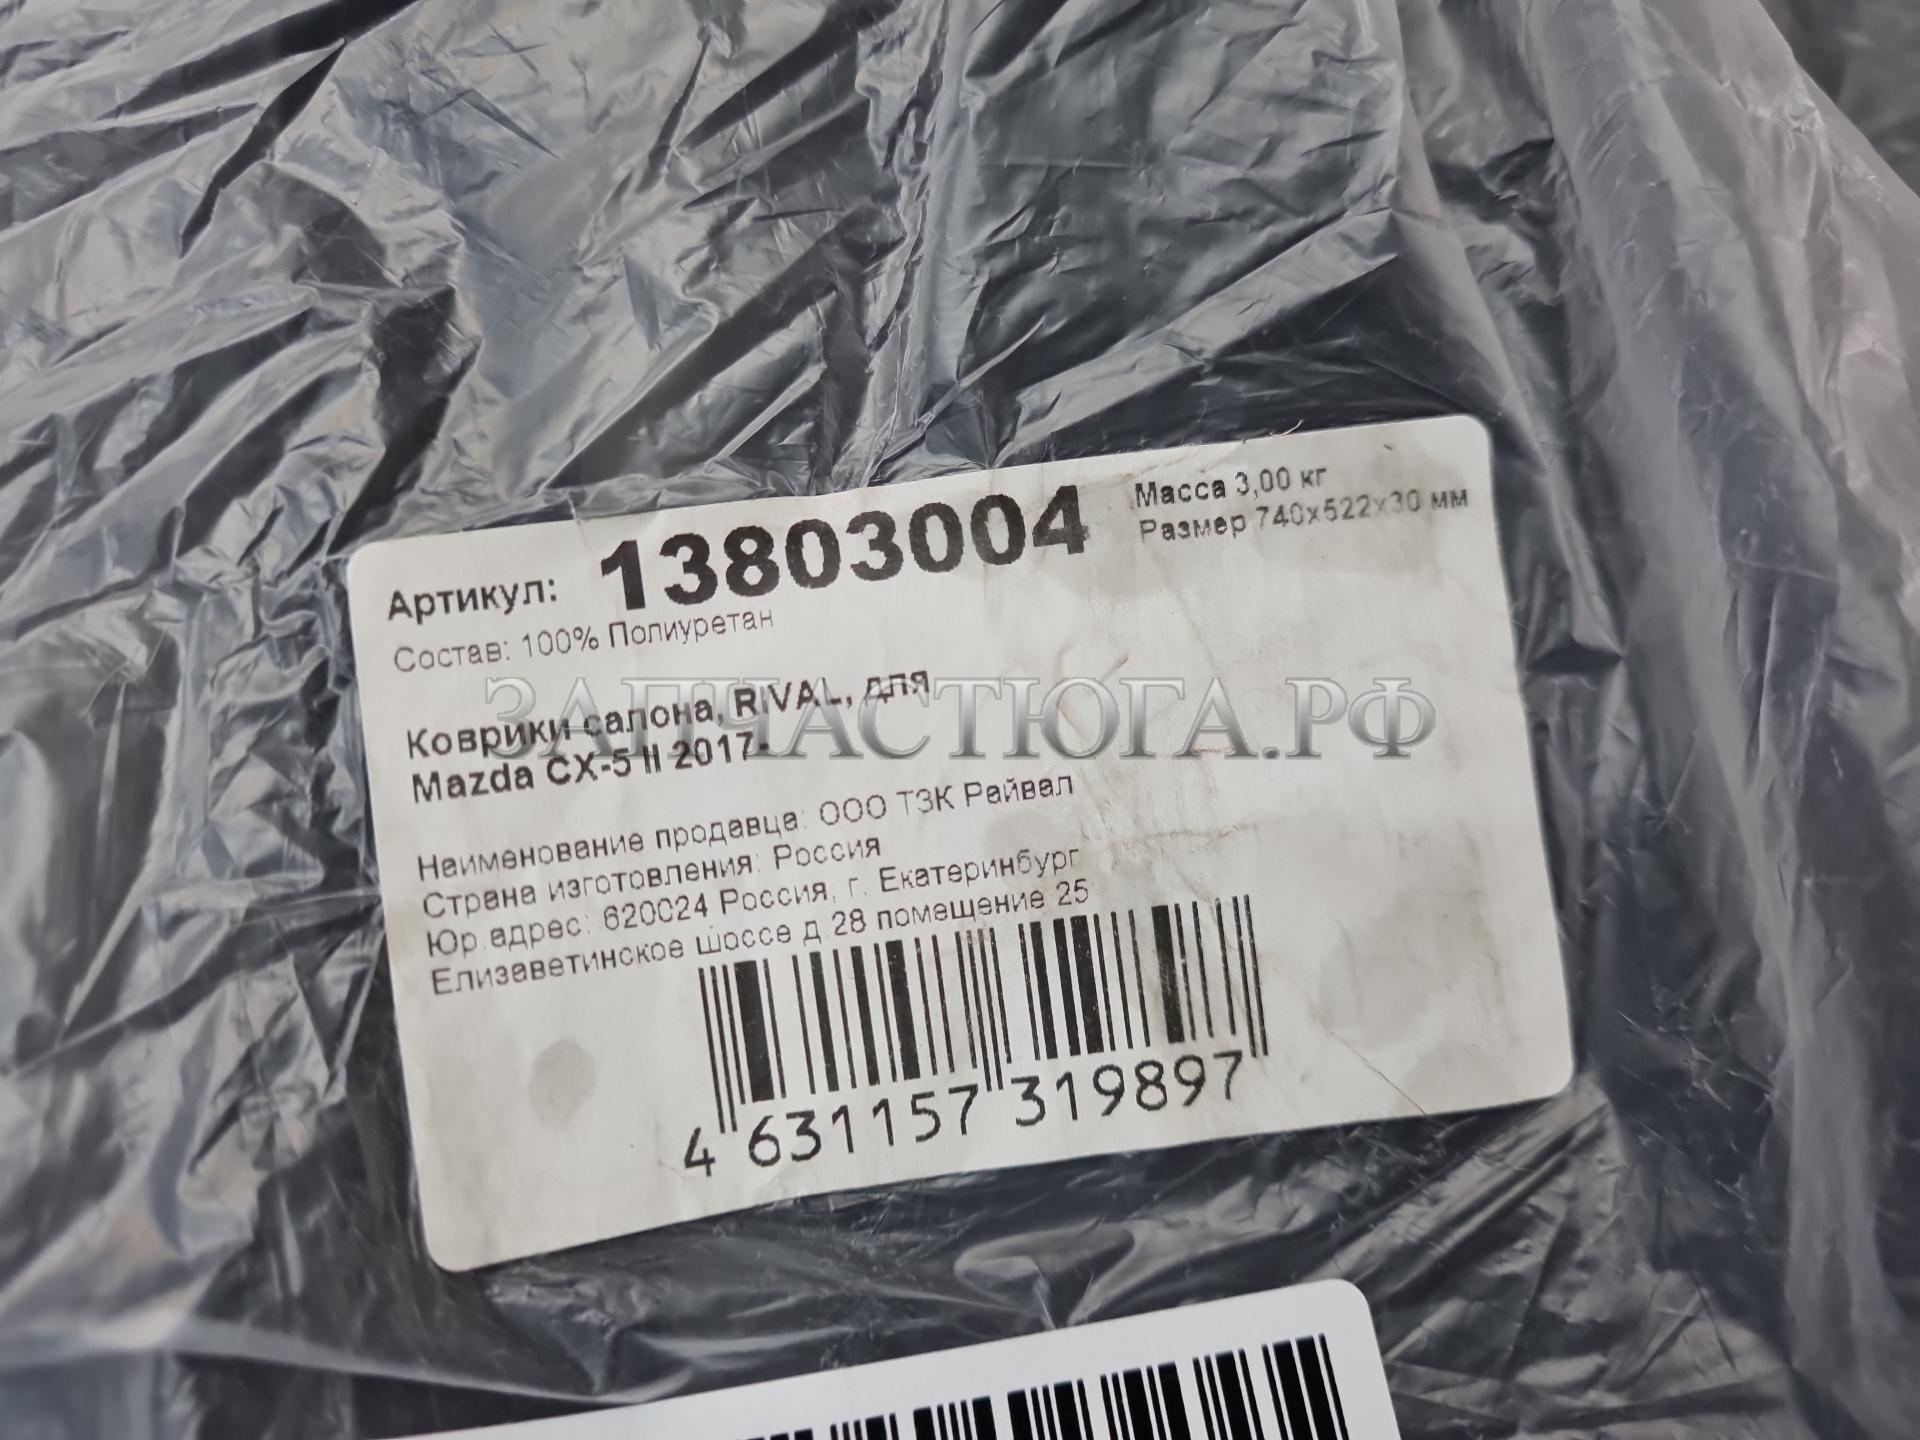 Артикул: 13803004
Масса 3,00 кг
Размер 740х522х30 мм
Состав: 100% Полиуретан
Коврики салона, RIVAL, для
Mazda CX-5 II 2017-
ЗАПЧАСТЮГА.РФ
Наименование продавца: ООО ТЗК Райвал
Страна изготовления: Россия
Юр.адрес: 620024 Россия, г. Екатеринбург
Елизаветинское шоссе д 28 помещение 25
4 631157 319897